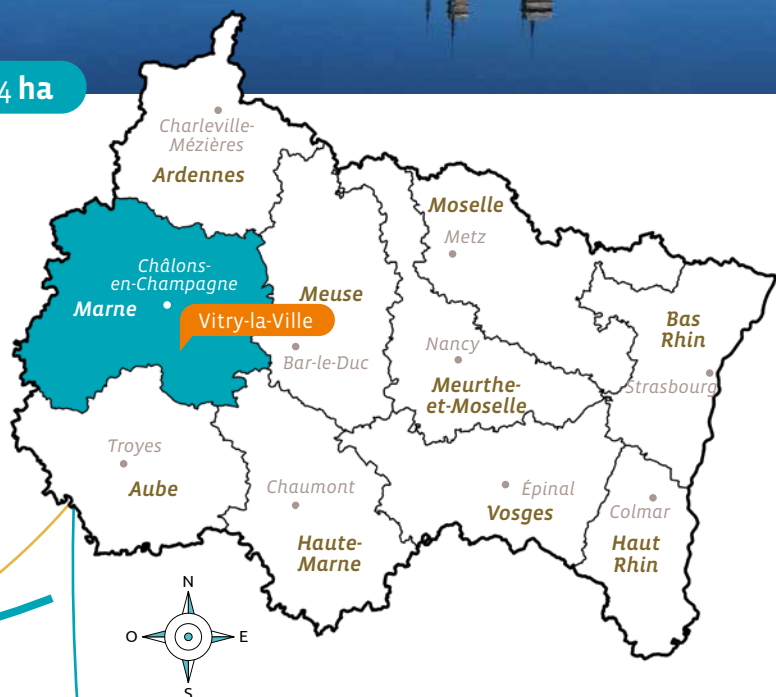 4 ha
Charleville-
Mézières
Ardennes
Moselle
Metz
Châlons-
en-Champagne
Marne
Meuse
Vitry-la-Ville
Bas
Rhin
Nancy
Bar-le-Duc
Strasbourg
Meurthe-
et-Moselle
Troyes
Aube
Chaumont
Épinal
Vosges
Colmar
Haute-
Marne
Haut
Rhin
N
O
E
S